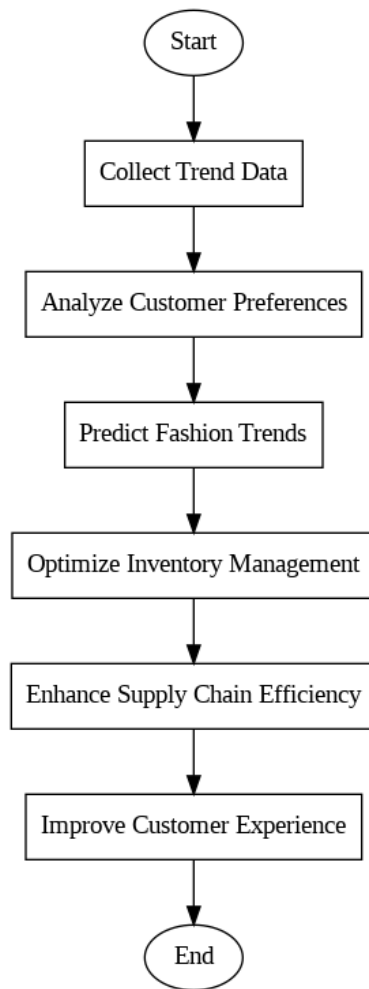 Start
Collect Trend Data
Analyze Customer Preferences
Predict Fashion Trends
Optimize Inventory Management
Enhance Supply Chain Efficiency
Improve Customer Experience
End